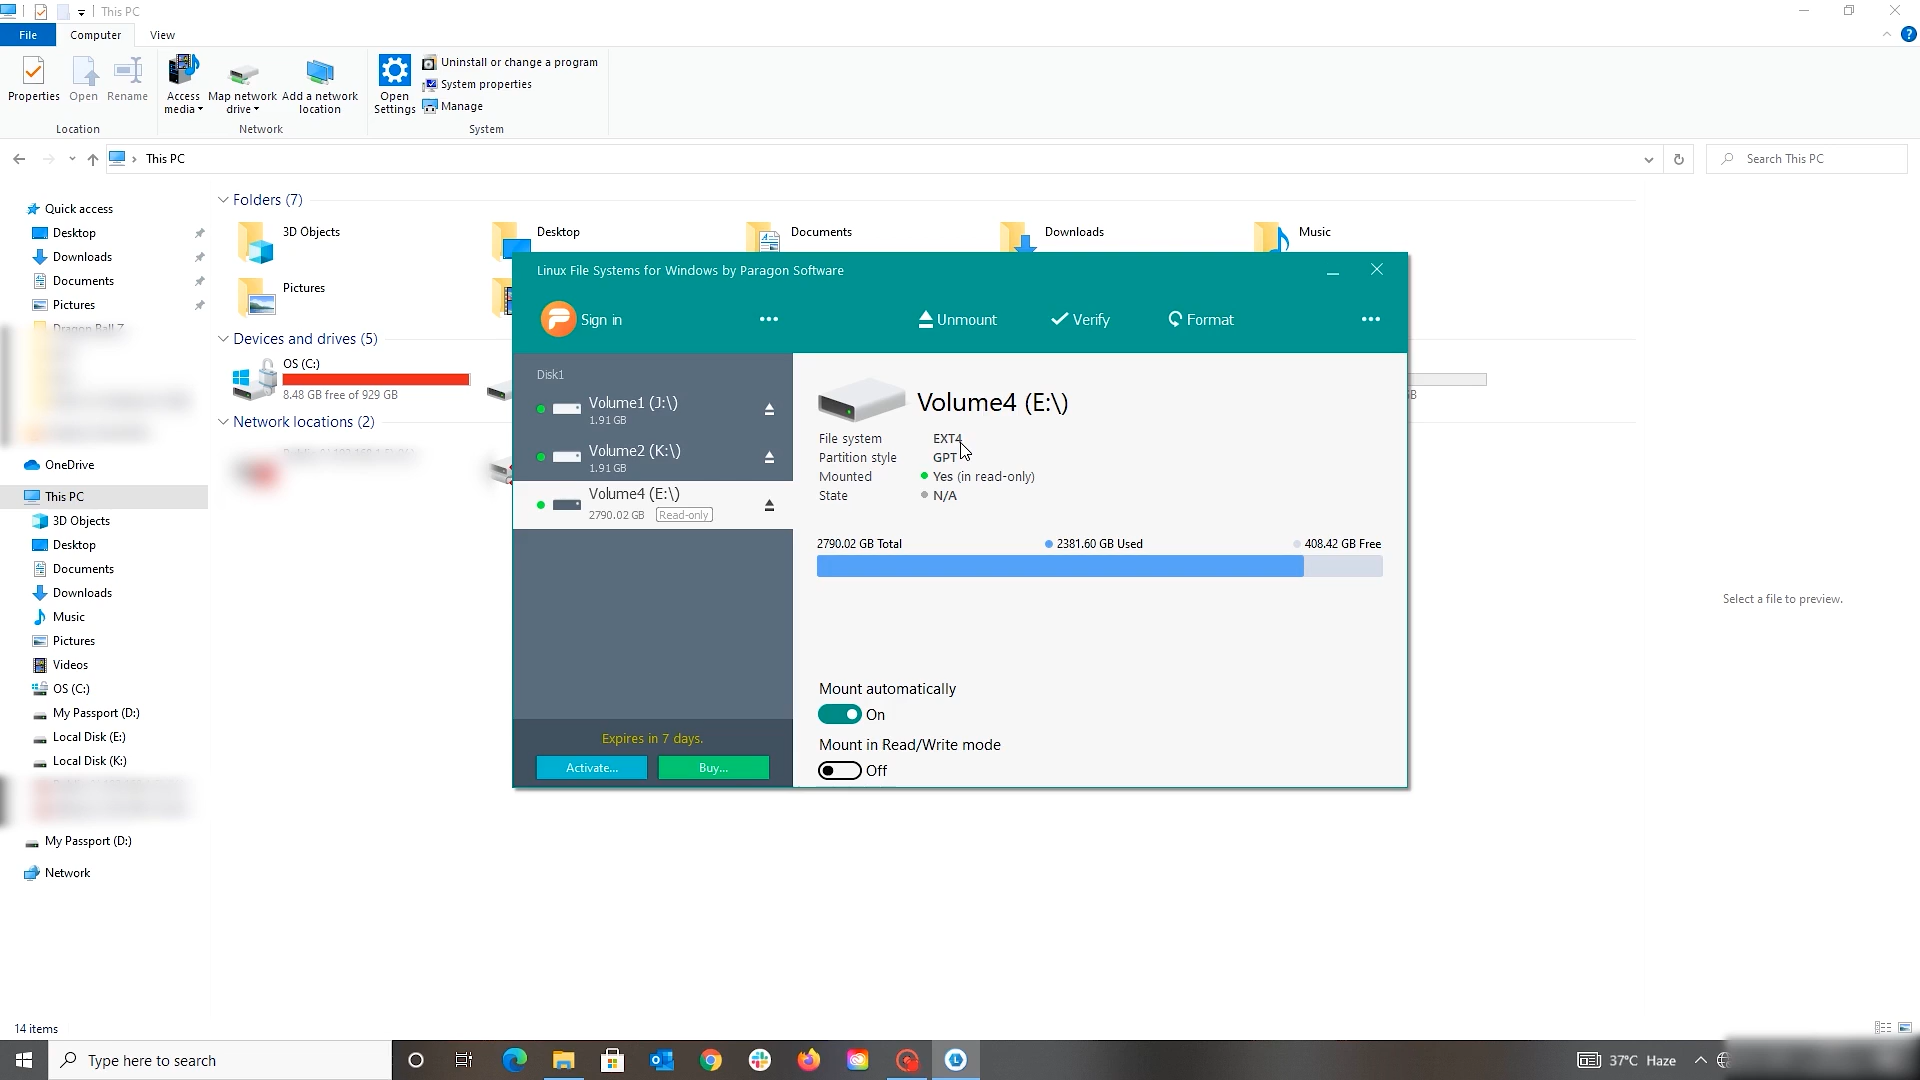 This PC
File
Computer
View
Properties
Open
Rename
Access media
Map network drive
Add a network location
Open Settings
Uninstall or change a program
System properties
Manage
Location
Network
System
This PC
Search This PC
Quick access
Desktop
Downloads
Documents
Pictures
Dragon Ball Z
OneDrive
This PC
3D Objects
Desktop
Documents
Downloads
Music
Pictures
Videos
OS (C:)
My Passport (D:)
Local Disk (E:)
Local Disk (K:)
My Passport (D:)
Network
Folders (7)
3D Objects
Desktop
Documents
Downloads
Music
Pictures
Devices and drives (5)
OS (C:)
8.48 GB free of 929 GB
Network locations (2)
Linux File Systems for Windows by Paragon Software
Sign in
Unmount
Verify
Format
Disk1
Volume1 (J:\)
1.91 GB
Volume2 (K:\)
1.91 GB
Volume4 (E:\)
2790.02 GB
Read-only
Expires in 7 days.
Activate...
Buy...
Volume4 (E:\)
File system EXT4
Partition style GPT
Mounted Yes (in read-only)
State N/A
2790.02 GB Total
2381.60 GB Used
408.42 GB Free
Mount automatically
On
Mount in Read/Write mode
Off
Select a file to preview.
14 items
Type here to search
37°C Haze